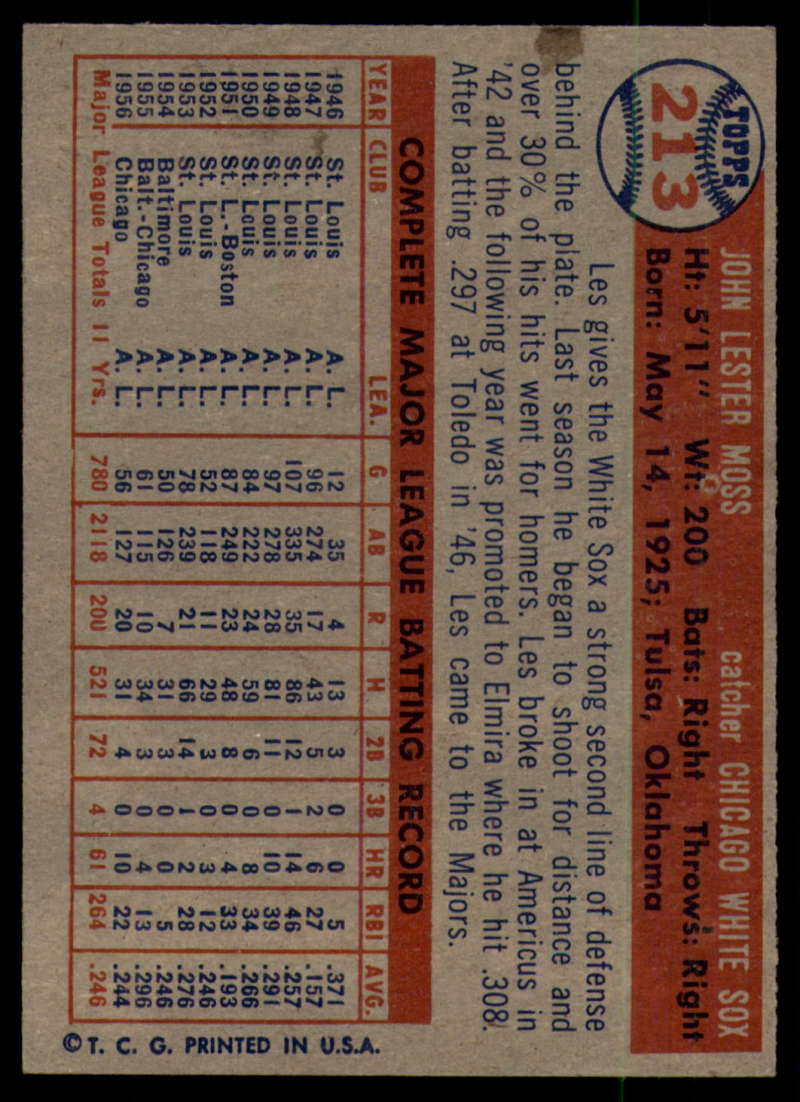 TOPPS
213
JOHN LESTER MOSS catcher CHICAGO WHITE SOX
Ht: 5'11" Wt: 200 Bats: Right Throws: Right
Born: May 14, 1925; Tulsa, Oklahoma
Les gives the White Sox a strong second line of defense
behind the plate. Last season he began to shoot for distance and
over 30% of his hits went for homers. Les broke in at Americus in
'42 and the following year was promoted to Elmira where he hit .308.
After batting .297 at Toledo in '46, Les came to the Majors.
COMPLETE MAJOR LEAGUE BATTING RECORD
YEAR CLUB LEA. G AB R H 2B 3B HR RBI AVG.
1946 St. Louis A. L. 12 35 4 13 3 0 0 5 .371
1947 St. Louis A. L. 96 274 17 43 5 2 6 27 .157
1948 St. Louis A. L. 107 335 35 86 12 1 14 46 .257
1949 St. Louis A. L. 97 278 28 81 11 0 10 39 .291
1950 St. Louis A. L. 84 222 24 59 6 0 8 34 .266
1951 St. L.-Boston A. L. 87 249 23 48 8 0 4 33 .193
1952 St. Louis A. L. 52 118 11 29 3 0 3 12 .246
1953 St. Louis A. L. 78 239 21 66 14 1 2 28 .276
1954 Baltimore A. L. 50 126 7 31 3 0 0 5 .246
1955 Balt.-Chicago A. L. 61 115 10 34 3 0 4 13 .296
1956 Chicago A. L. 56 127 20 31 4 0 10 22 .244
Major League Totals 11 Yrs. 780 2118 200 521 72 4 61 264 .246
© T. C. G. PRINTED IN U.S.A.